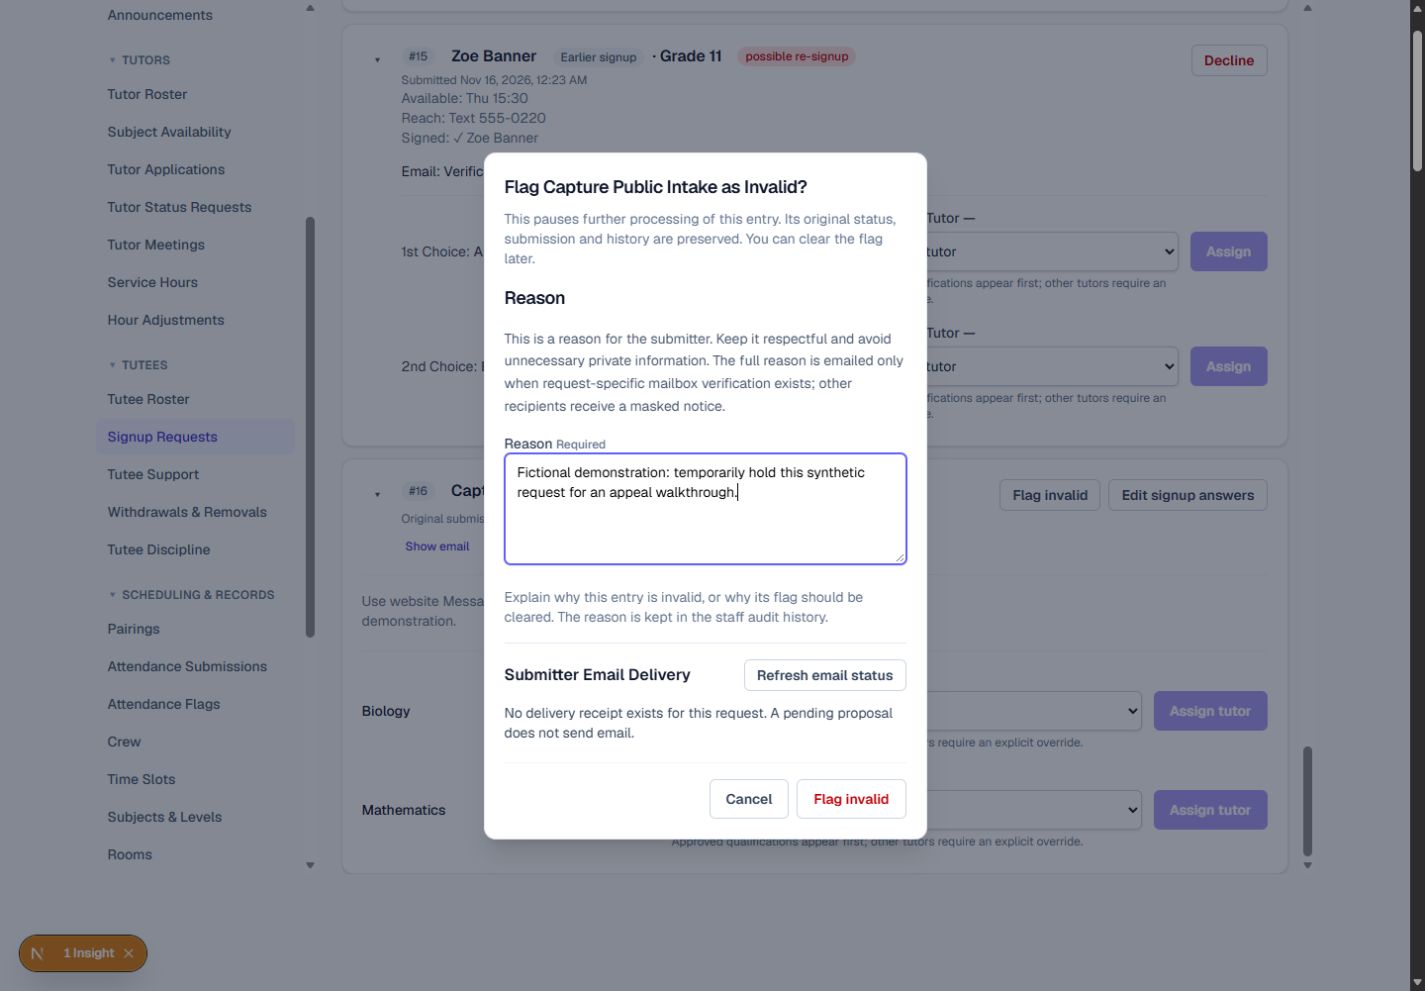 Announcements
TUTORS
Tutor Roster
Subject Availability
Tutor Applications
Tutor Status Requests
Tutor Meetings
Service Hours
Hour Adjustments
TUTEES
Tutee Roster
Signup Requests
Tutee Support
Withdrawals & Removals
Tutee Discipline
SCHEDULING & RECORDS
Pairings
Attendance Submissions
Attendance Flags
Crew
Time Slots
Subjects & Levels
Rooms
1 Insight
#15 Zoe Banner Earlier signup · Grade 11 possible re-signup Decline
Submitted Nov 16, 2026, 12:23 AM
Available: Thu 15:30
Reach: Text 555-0220
Signed: ✓ Zoe Banner
Email:
Tutor —
1st Choice: tutor Assign
appear first; other tutors require an
Tutor —
2nd Choice: tutor Assign
appear first; other tutors require an
#16 Flag invalid Edit signup answers
Original
Show email
Use website
demonstration.
Biology Assign tutor
require an explicit override.
Mathematics Assign tutor
Approved qualifications appear first; other tutors require an explicit override.
Flag Capture Public Intake as Invalid?
This pauses further processing of this entry. Its original status,
submission and history are preserved. You can clear the flag
later.
Reason
This is a reason for the submitter. Keep it respectful and avoid
unnecessary private information. The full reason is emailed only
when request-specific mailbox verification exists; other
recipients receive a masked notice.
Reason Required
Fictional demonstration: temporarily hold this synthetic
request for an appeal walkthrough.
Explain why this entry is invalid, or why its flag should be
cleared. The reason is kept in the staff audit history.
Submitter Email Delivery Refresh email status
No delivery receipt exists for this request. A pending proposal
does not send email.
Cancel Flag invalid